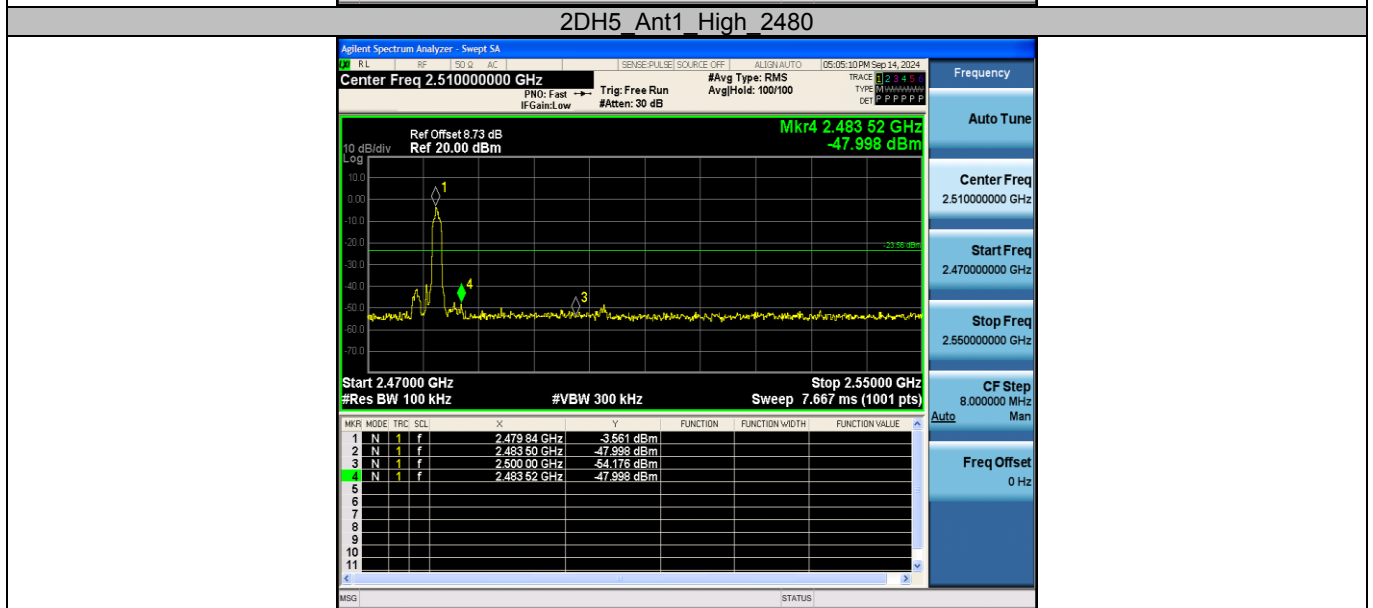 2DH5_Ant1_High_2480
Agilent Spectrum Analyzer - Swept SA
RL RF 50 Ω AC SENSE:PULSE SOURCE OFF ALIGN AUTO 05:05:10 PM Sep 14, 2024
Center Freq 2.510000000 GHz
PNO: Fast
IFGain:Low
Trig: Free Run
#Atten: 30 dB
#Avg Type: RMS
Avg|Hold: 100/100
TRACE 1 2 3 4 5 6
TYPE M
DET P P P P P P
Frequency
Auto Tune
Center Freq
2.510000000 GHz
Start Freq
2.470000000 GHz
Stop Freq
2.550000000 GHz
CF Step
8.000000 MHz
Auto Man
Freq Offset
0 Hz
Mkr4 2.483 52 GHz
-47.998 dBm
Ref Offset 8.73 dB
10 dB/div Ref 20.00 dBm
Log
10.0
0.00
-10.0
-20.0
-30.0
-40.0
-50.0
-60.0
-70.0
1
4
3
-23.56 dBm
Start 2.47000 GHz Stop 2.55000 GHz
#Res BW 100 kHz #VBW 300 kHz Sweep 7.667 ms (1001 pts)
MKR MODE TRC SCL X Y FUNCTION FUNCTION WIDTH FUNCTION VALUE
1 N 1 f 2.479 84 GHz -3.561 dBm
2 N 1 f 2.483 50 GHz -47.998 dBm
3 N 1 f 2.500 00 GHz -54.176 dBm
4 N 1 f 2.483 52 GHz -47.998 dBm
5
6
7
8
9
10
11
MSG STATUS